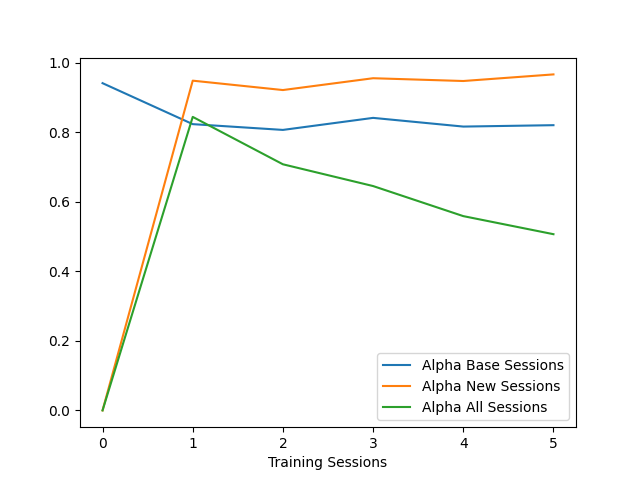 1.0
0.8
0.6
0.4
0.2
0.0
Alpha Base Sessions
Alpha New Sessions
Alpha All Sessions
0 1 2 3 4 5
Training Sessions